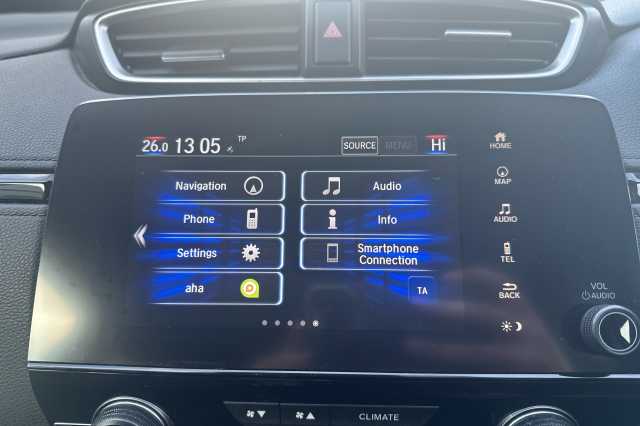 26.0 13 05 TP SOURCE MENU Hi
Navigation
Audio
Phone
Info
Settings
Smartphone
Connection
aha
TA
HOME
MAP
AUDIO
TEL
BACK
VOL
AUDIO
CLIMATE